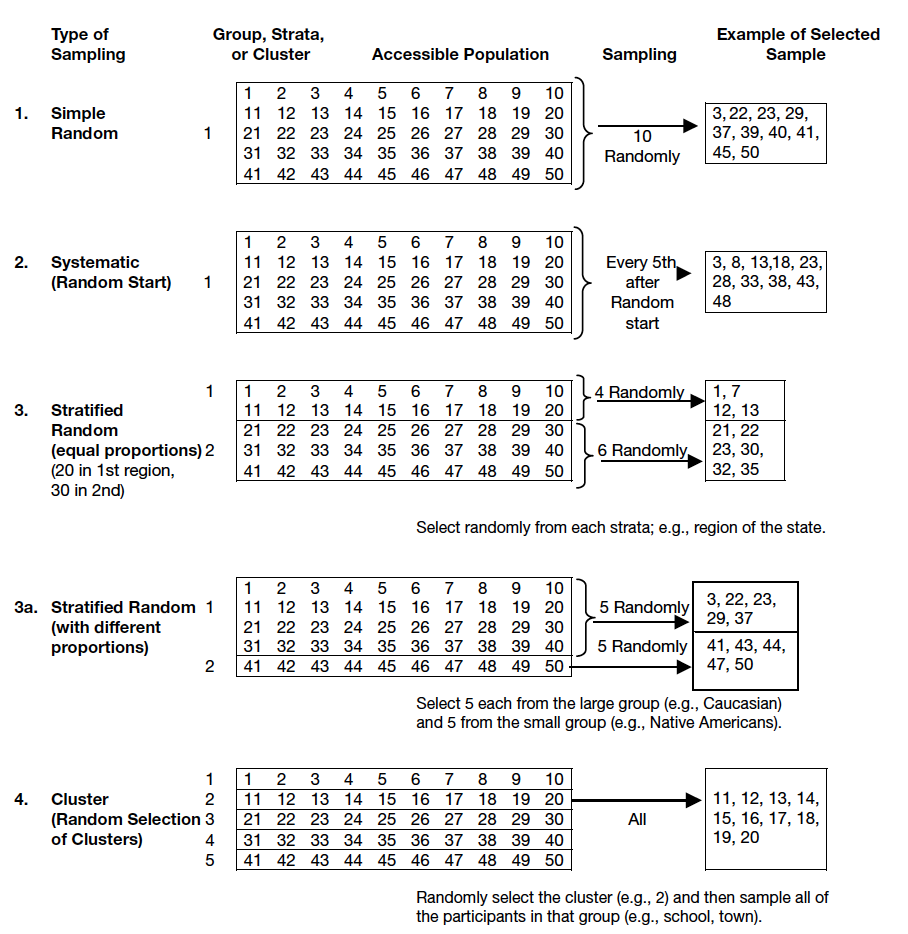 Type of Sampling Group, Strata, or Cluster Accessible Population Sampling Example of Selected Sample
1. Simple Random
1
1 2 3 4 5 6 7 8 9 10
11 12 13 14 15 16 17 18 19 20
21 22 23 24 25 26 27 28 29 30
31 32 33 34 35 36 37 38 39 40
41 42 43 44 45 46 47 48 49 50
10
Randomly
3, 22, 23, 29,
37, 39, 40, 41,
45, 50
2. Systematic
(Random Start) 1
1 2 3 4 5 6 7 8 9 10
11 12 13 14 15 16 17 18 19 20
21 22 23 24 25 26 27 28 29 30
31 32 33 34 35 36 37 38 39 40
41 42 43 44 45 46 47 48 49 50
Every 5th
after
Random
start
3, 8, 13,18, 23,
28, 33, 38, 43,
48
3. Stratified
Random
(equal proportions)
(20 in 1st region,
30 in 2nd)
1
2
1 2 3 4 5 6 7 8 9 10
11 12 13 14 15 16 17 18 19 20
21 22 23 24 25 26 27 28 29 30
31 32 33 34 35 36 37 38 39 40
41 42 43 44 45 46 47 48 49 50
4 Randomly
6 Randomly
1, 7
12, 13
21, 22
23, 30,
32, 35
Select randomly from each strata; e.g., region of the state.
3a. Stratified Random
(with different
proportions)
1
2
1 2 3 4 5 6 7 8 9 10
11 12 13 14 15 16 17 18 19 20
21 22 23 24 25 26 27 28 29 30
31 32 33 34 35 36 37 38 39 40
41 42 43 44 45 46 47 48 49 50
5 Randomly
5 Randomly
3, 22, 23,
29, 37
41, 43, 44,
47, 50
Select 5 each from the large group (e.g., Caucasian)
and 5 from the small group (e.g., Native Americans).
4. Cluster
(Random Selection
of Clusters)
1
2
3
4
5
1 2 3 4 5 6 7 8 9 10
11 12 13 14 15 16 17 18 19 20
21 22 23 24 25 26 27 28 29 30
31 32 33 34 35 36 37 38 39 40
41 42 43 44 45 46 47 48 49 50
All
11, 12, 13, 14,
15, 16, 17, 18,
19, 20
Randomly select the cluster (e.g., 2) and then sample all of
the participants in that group (e.g., school, town).